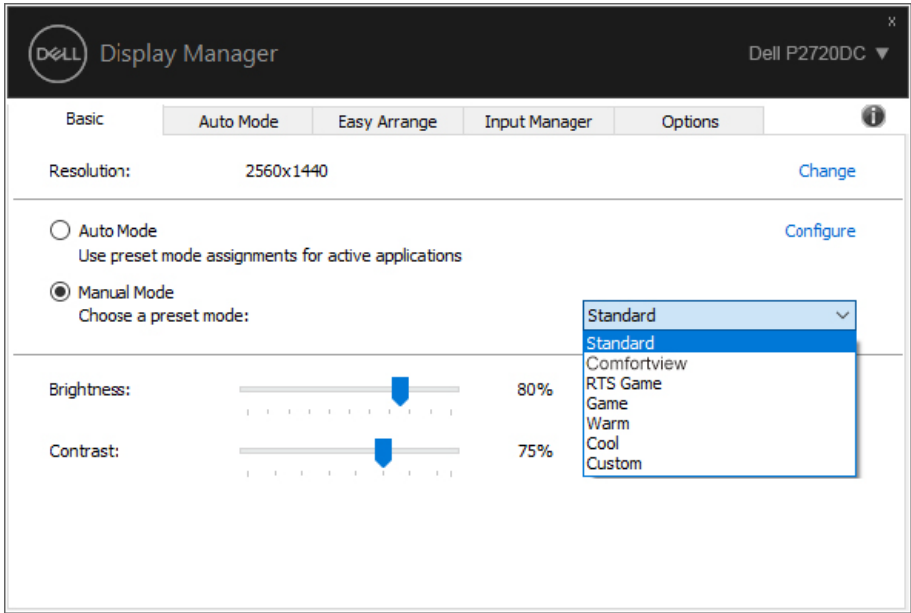 x
DELL Display Manager
Dell P2720DC ▼
Basic Auto Mode Easy Arrange Input Manager Options i
Resolution: 2560x1440 Change
Auto Mode Configure
Use preset mode assignments for active applications
Manual Mode
Choose a preset mode: Standard
Standard
Comfortview
RTS Game
Game
Warm
Cool
Custom
Brightness: 80%
Contrast: 75%